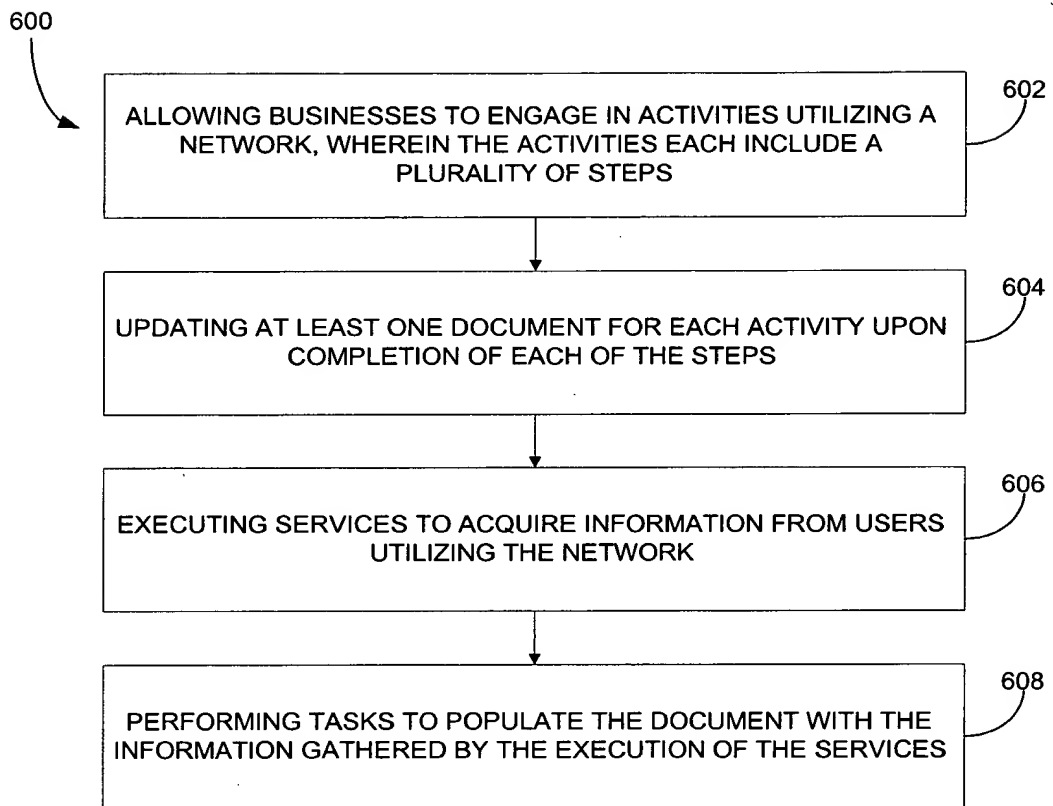 600
602
ALLOWING BUSINESSES TO ENGAGE IN ACTIVITIES UTILIZING A
NETWORK, WHEREIN THE ACTIVITIES EACH INCLUDE A
PLURALITY OF STEPS
604
UPDATING AT LEAST ONE DOCUMENT FOR EACH ACTIVITY UPON
COMPLETION OF EACH OF THE STEPS
606
EXECUTING SERVICES TO ACQUIRE INFORMATION FROM USERS
UTILIZING THE NETWORK
608
PERFORMING TASKS TO POPULATE THE DOCUMENT WITH THE
INFORMATION GATHERED BY THE EXECUTION OF THE SERVICES